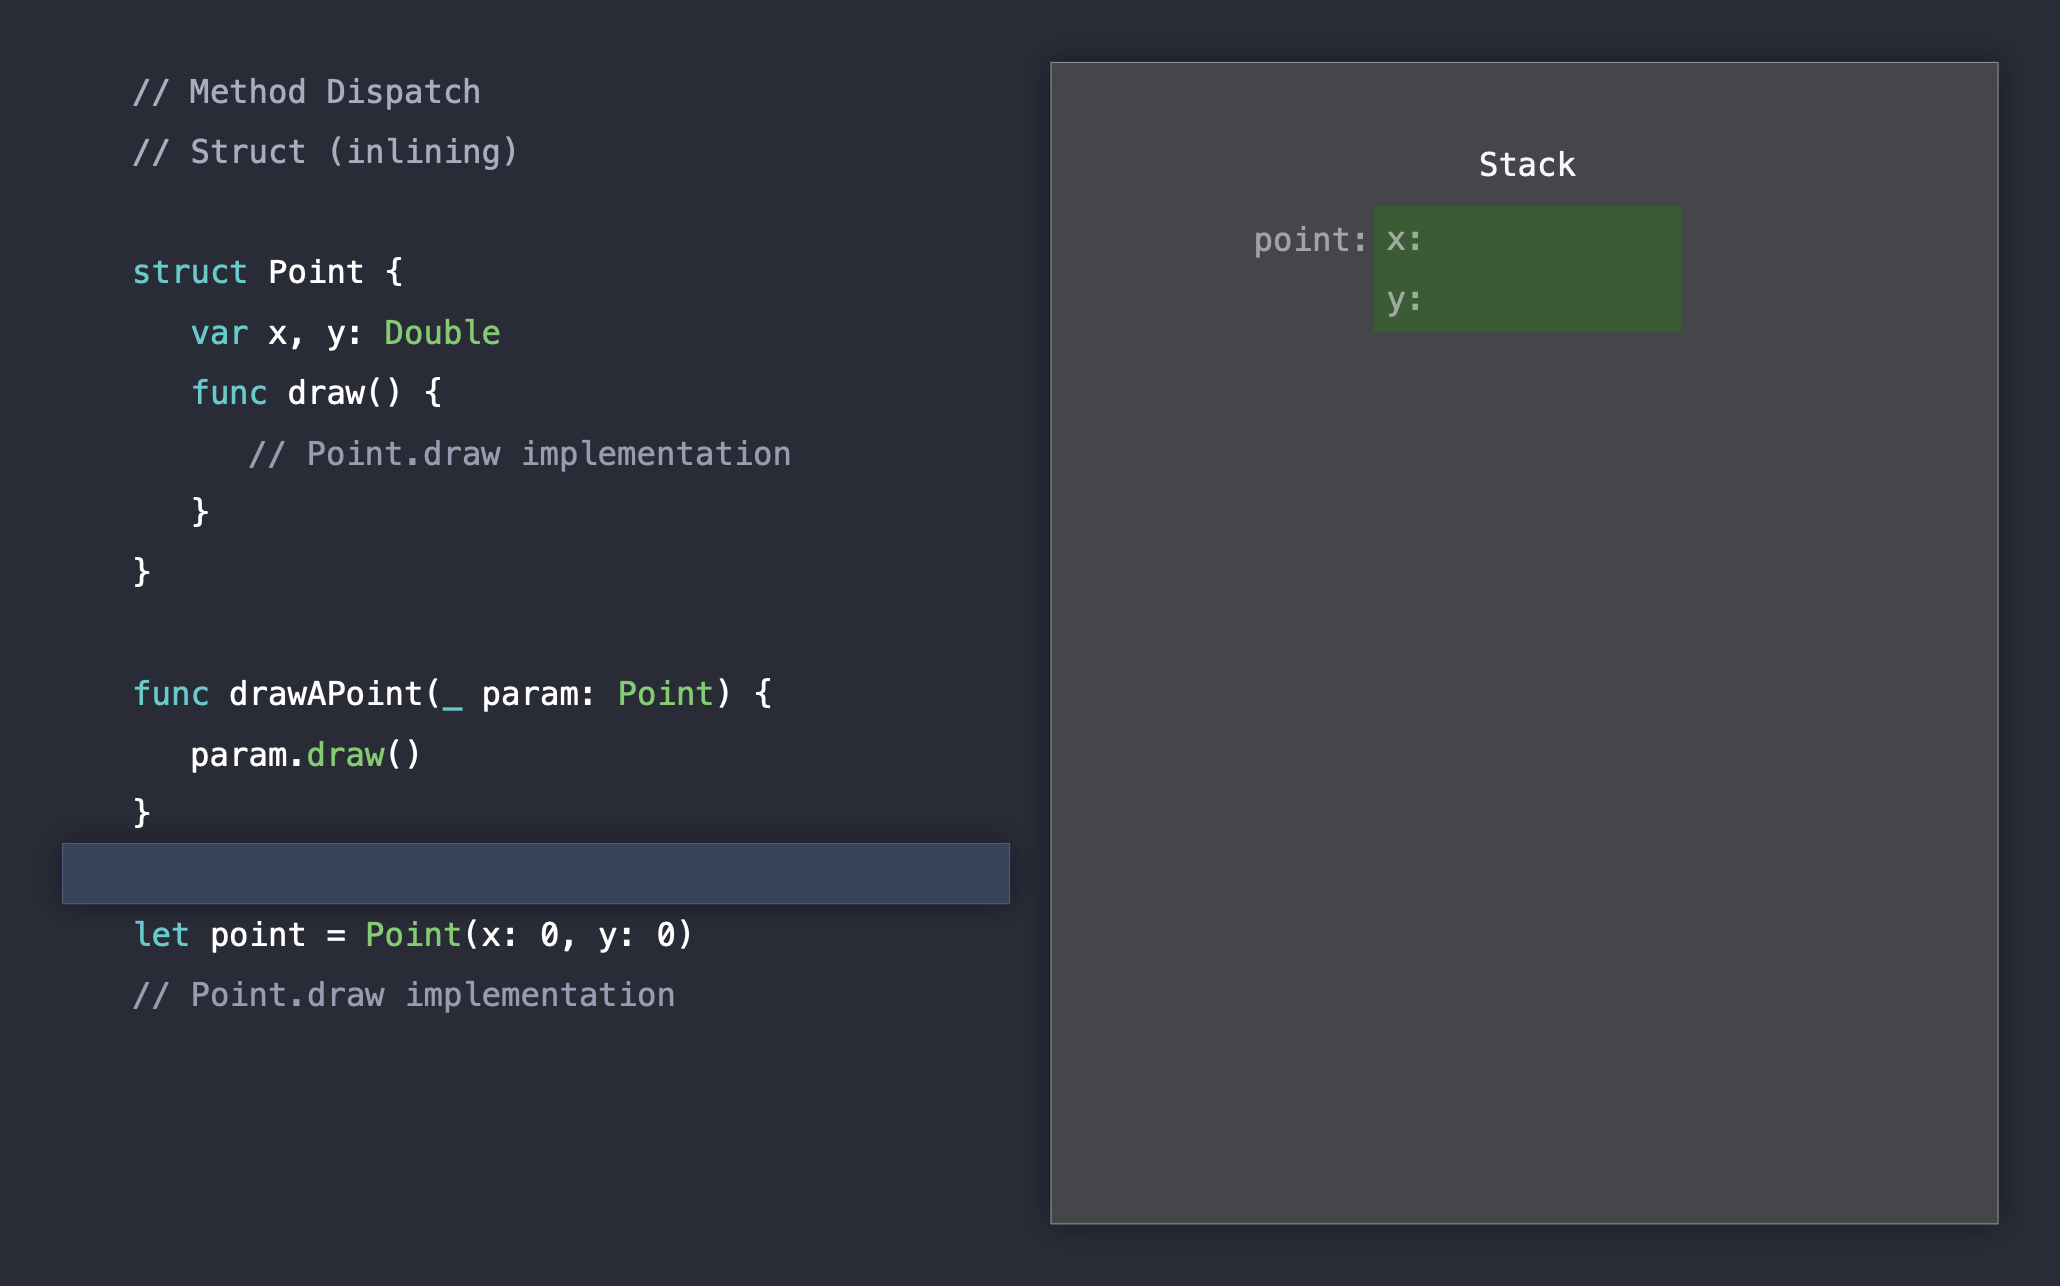 // Method Dispatch
// Struct (inlining)
struct Point {
   var x, y: Double
   func draw() {
      // Point.draw implementation
   }
}
func drawAPoint(_ param: Point) {
   param.draw()
}
let point = Point(x: 0, y: 0)
// Point.draw implementation
Stack
point: x:
y: